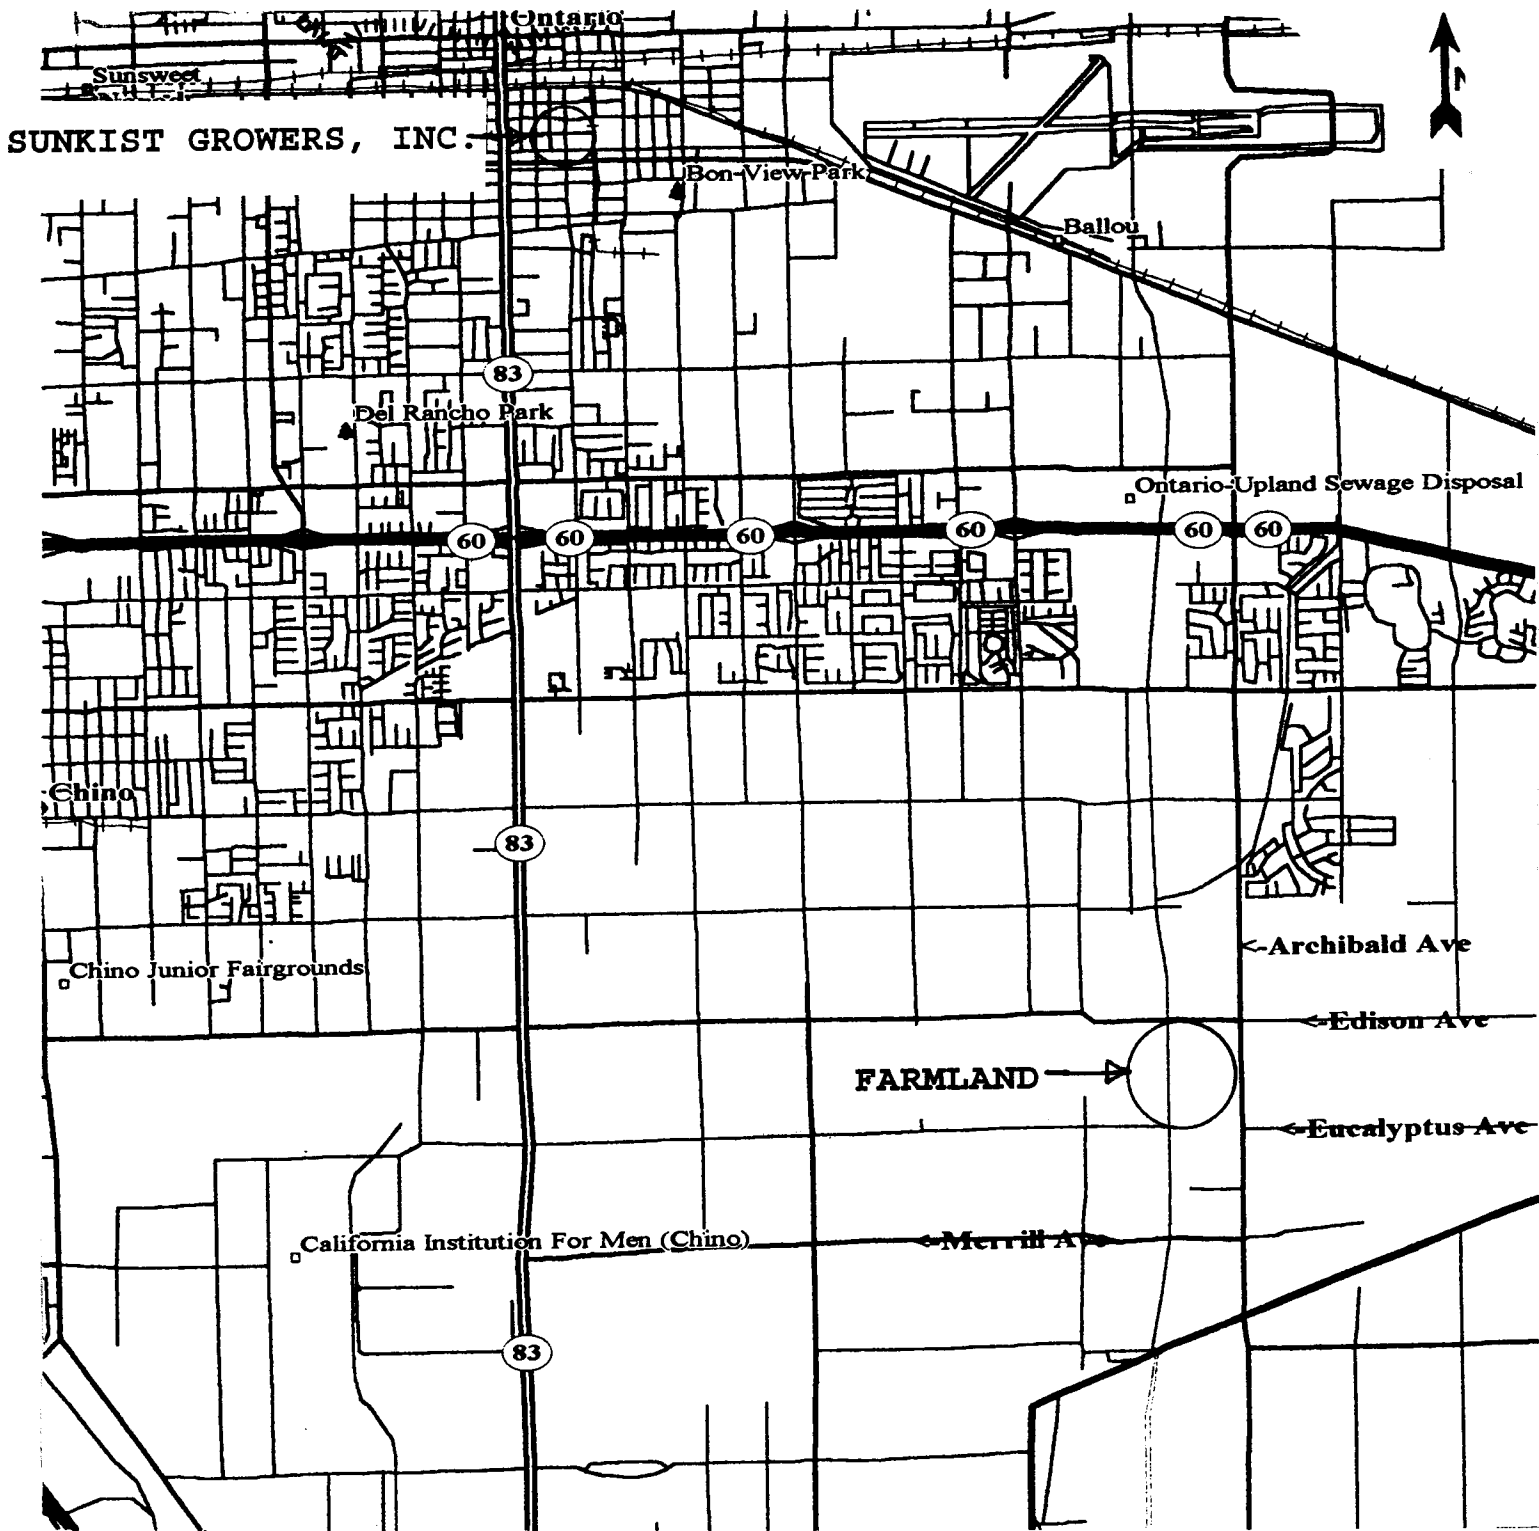 Ontario
Sunsweet
SUNKIST GROWERS, INC.
Bon-View-Park
Ballou
83
Del Rancho Park
Ontario-Upland Sewage Disposal
60
60
60
60
60
60
Chino
83
Archibald Ave
Chino Junior Fairgrounds
Edison Ave
FARMLAND
Eucalyptus Ave
California Institution For Men (Chino)
Merrill
83